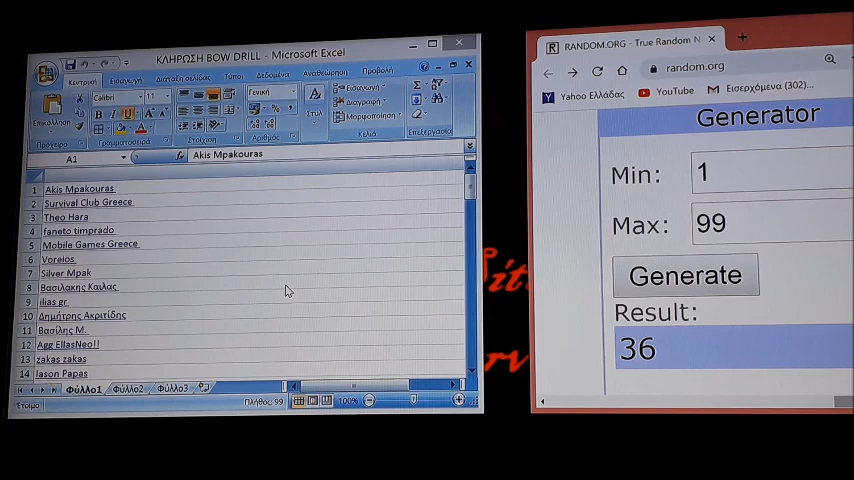 ΚΛΗΡΩΣΗ BOW DRILL - Microsoft Excel
Κεντρική Εισαγωγή Διάταξη σελίδας Τύποι Δεδομένα Αναθεώρηση Προβολή
Επικόλληση
Calibri 11
Γενική
Στυλ
Εισαγωγή
Διαγραφή
Μορφοποίηση
Πρόχειρο Γραμματοσειρά Στοίχιση Αριθμός Κελιά Επεξεργασία
A1 fx Akis Mpakouras
1 Akis Mpakouras
2 Survival Club Greece
3 Theo Hara
4 faneto timprado
5 Mobile Games Greece
6 Voreios
7 Silver Mpak
8 Βασιλακης Καιλας
9 ilias gr
10 Δημήτρης Ακριτίδης
11 Βασίλης Μ.
12 Agg EllasNeo!!
13 zakas zakas
14 Iason Papas
Φύλλο1 Φύλλο2 Φύλλο3
Έτοιμο Πλήθος: 99 100%
RANDOM.ORG - True Random N
random.org
Yahoo Ελλάδας YouTube Εισερχόμενα (302)...
Generator
Min: 1
Max: 99
Generate
Result:
36